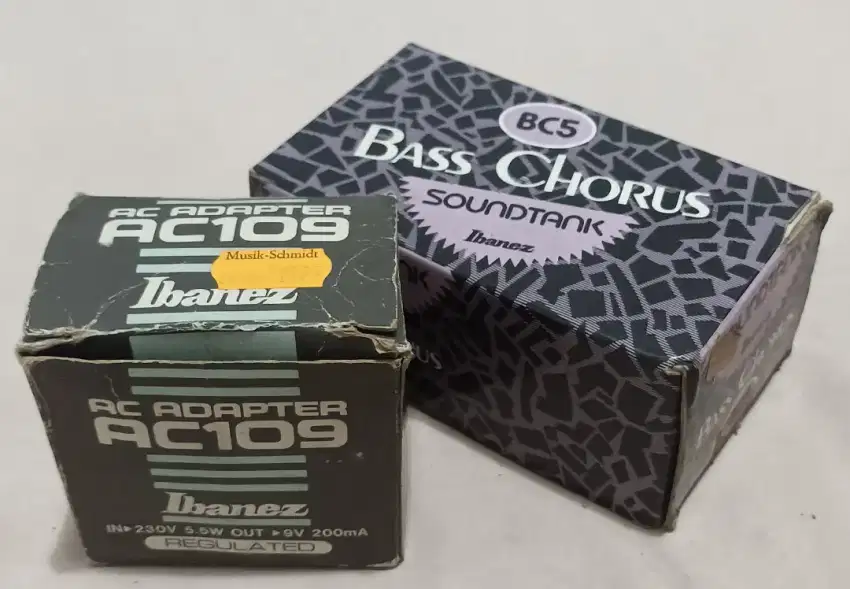 AC ADAPTER
AC109
Musik-Schmidt
Ibanez
AC ADAPTER
AC109
Ibanez
IN▸230V 5.5W OUT ▸9V 200mA
REGULATED
BC5
BASS CHORUS
SOUNDTANK
Ibanez